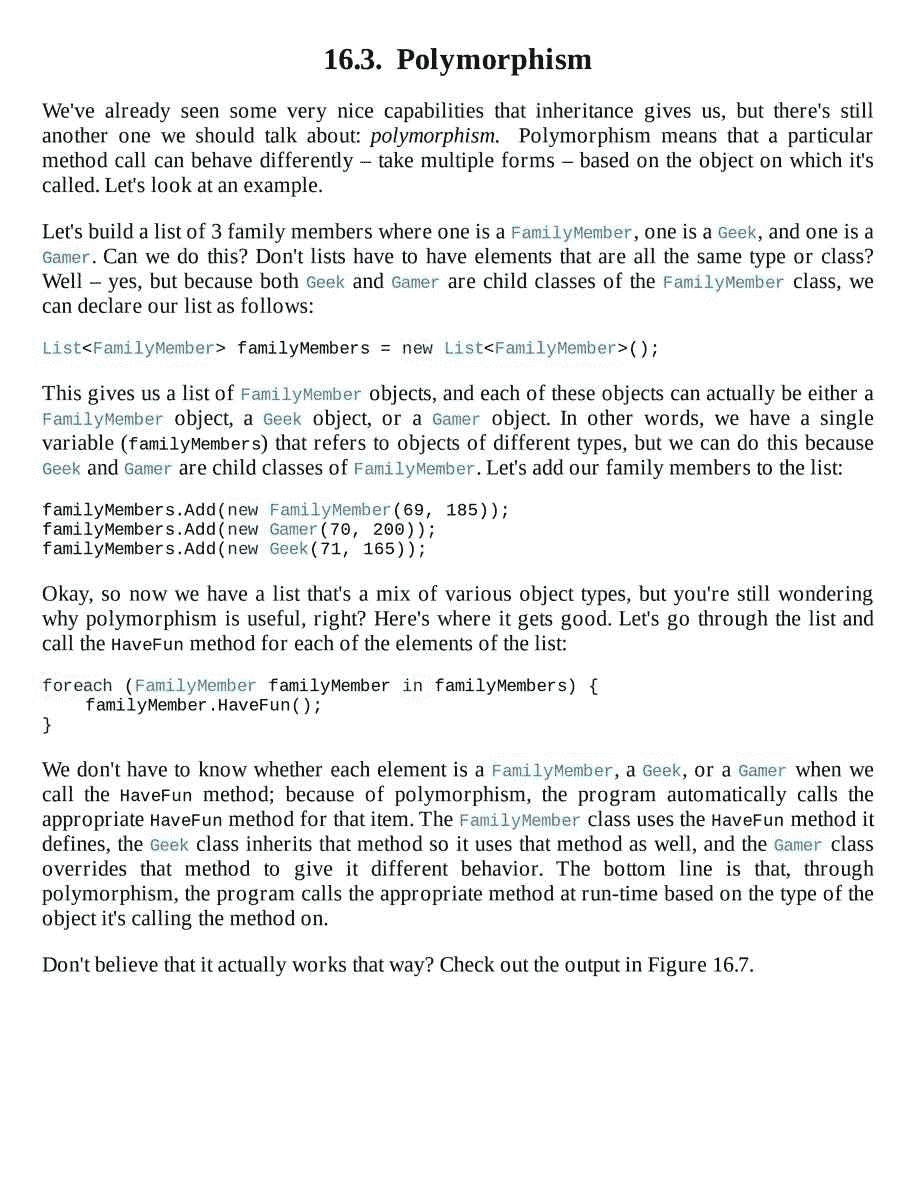 16.3. Polymorphism
We've already seen some very nice capabilities that inheritance gives us, but there's still
another one we should talk about: polymorphism. Polymorphism means that a particular
method call can behave differently – take multiple forms – based on the object on which it's
called. Let's look at an example.
Let's build a list of 3 family members where one is a FamilyMember, one is a Geek, and one is a
Gamer. Can we do this? Don't lists have to have elements that are all the same type or class?
Well – yes, but because both Geek and Gamer are child classes of the FamilyMember class, we
can declare our list as follows:
List<FamilyMember> familyMembers = new List<FamilyMember>();
This gives us a list of FamilyMember objects, and each of these objects can actually be either a
FamilyMember object, a Geek object, or a Gamer object. In other words, we have a single
variable (familyMembers) that refers to objects of different types, but we can do this because
Geek and Gamer are child classes of FamilyMember. Let's add our family members to the list:
familyMembers.Add(new FamilyMember(69, 185));
familyMembers.Add(new Gamer(70, 200));
familyMembers.Add(new Geek(71, 165));
Okay, so now we have a list that's a mix of various object types, but you're still wondering
why polymorphism is useful, right? Here's where it gets good. Let's go through the list and
call the HaveFun method for each of the elements of the list:
foreach (FamilyMember familyMember in familyMembers) {
    familyMember.HaveFun();
}
We don't have to know whether each element is a FamilyMember, a Geek, or a Gamer when we
call the HaveFun method; because of polymorphism, the program automatically calls the
appropriate HaveFun method for that item. The FamilyMember class uses the HaveFun method it
defines, the Geek class inherits that method so it uses that method as well, and the Gamer class
overrides that method to give it different behavior. The bottom line is that, through
polymorphism, the program calls the appropriate method at run-time based on the type of the
object it's calling the method on.
Don't believe that it actually works that way? Check out the output in Figure 16.7.